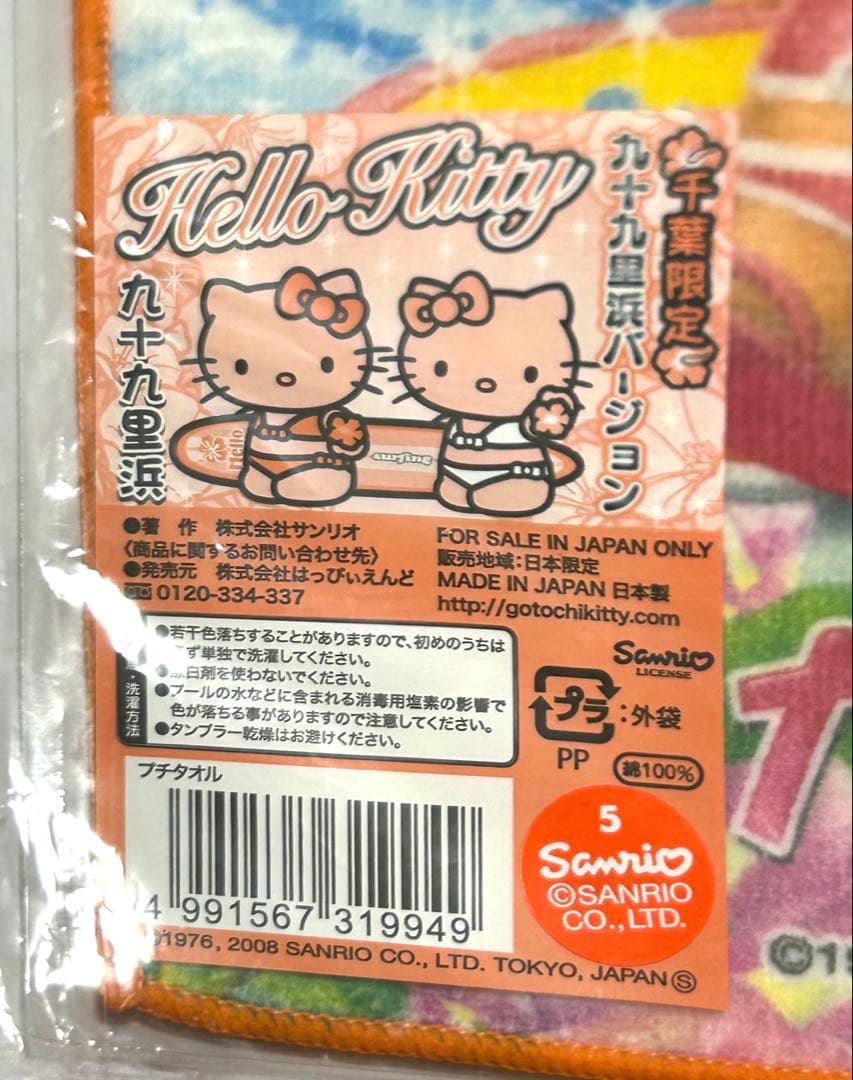 Hello Kitty
千葉限定
九十九里浜バージョン
九十九里浜
Hello
surfing
●著　作　株式会社サンリオ
〈商品に関するお問い合わせ先〉
●発売元　株式会社はっぴぃえんど
0120-334-337
FOR SALE IN JAPAN ONLY
販売地域:日本限定
MADE IN JAPAN 日本製
http://gotochikitty.com
Sanrio
LICENSE
・洗濯方法
●若干色落ちすることがありますので、初めのうちは
必ず単独で洗濯してください。
●漂白剤を使わないでください。
●プールの水などに含まれる消毒用塩素の影響で
色が落ちる事がありますので注意してください。
●タンブラー乾燥はお避けください。
プラ:外袋
PP
綿100%
プチタオル
4 991567 319949
5
Sanrio
©SANRIO
CO.,LTD.
©1976, 2008 SANRIO CO., LTD. TOKYO, JAPAN Ⓢ
©19